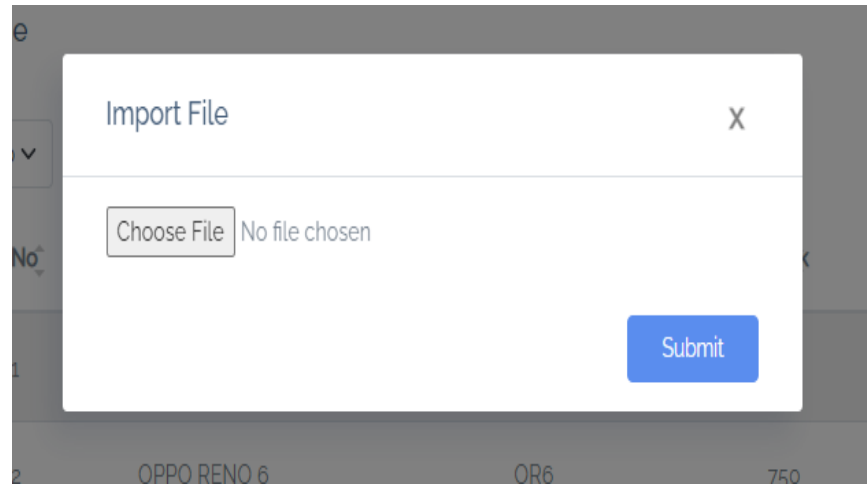 e
Import File X
Choose File No file chosen
No
Submit
1
2 OPPO RENO 6 OR6 750